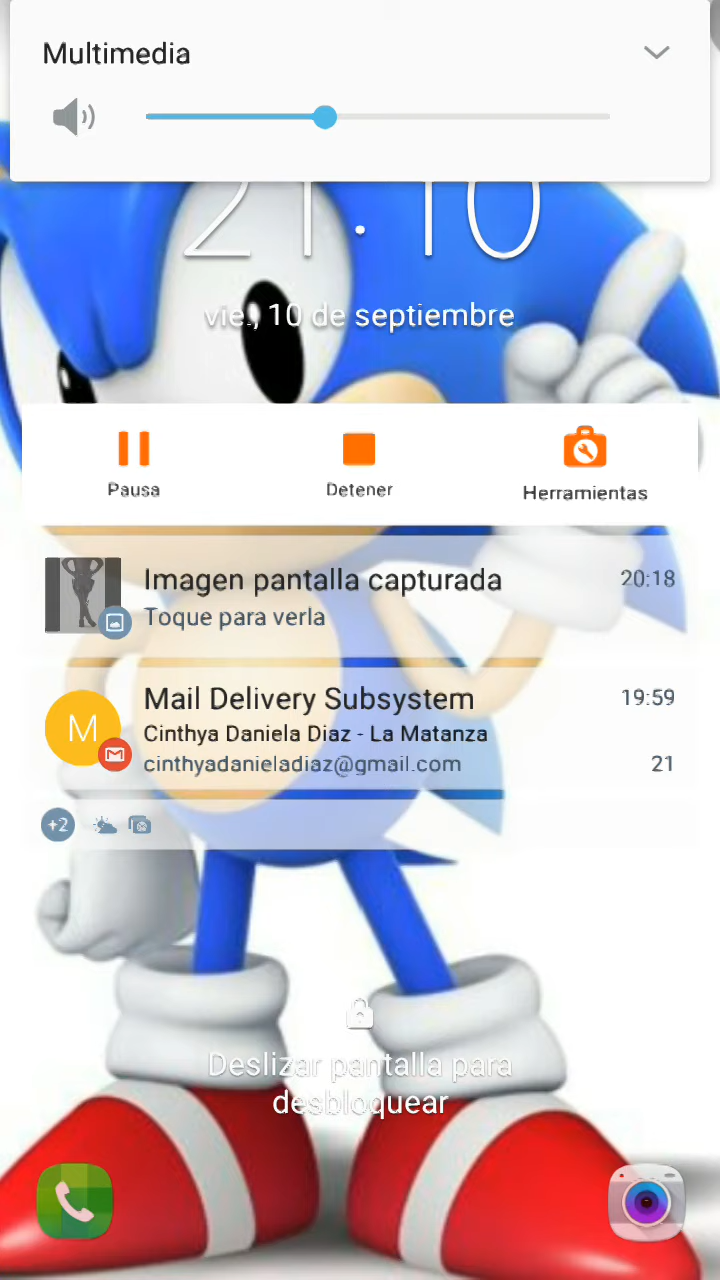 Multimedia
21:10
vie., 10 de septiembre
Pausa
Detener
Herramientas
Imagen pantalla capturada
20:18
Toque para verla
Mail Delivery Subsystem
19:59
M
Cinthya Daniela Diaz - La Matanza
cinthyadanieladiaz@gmail.com
21
+2
Deslizar pantalla para
desbloquear